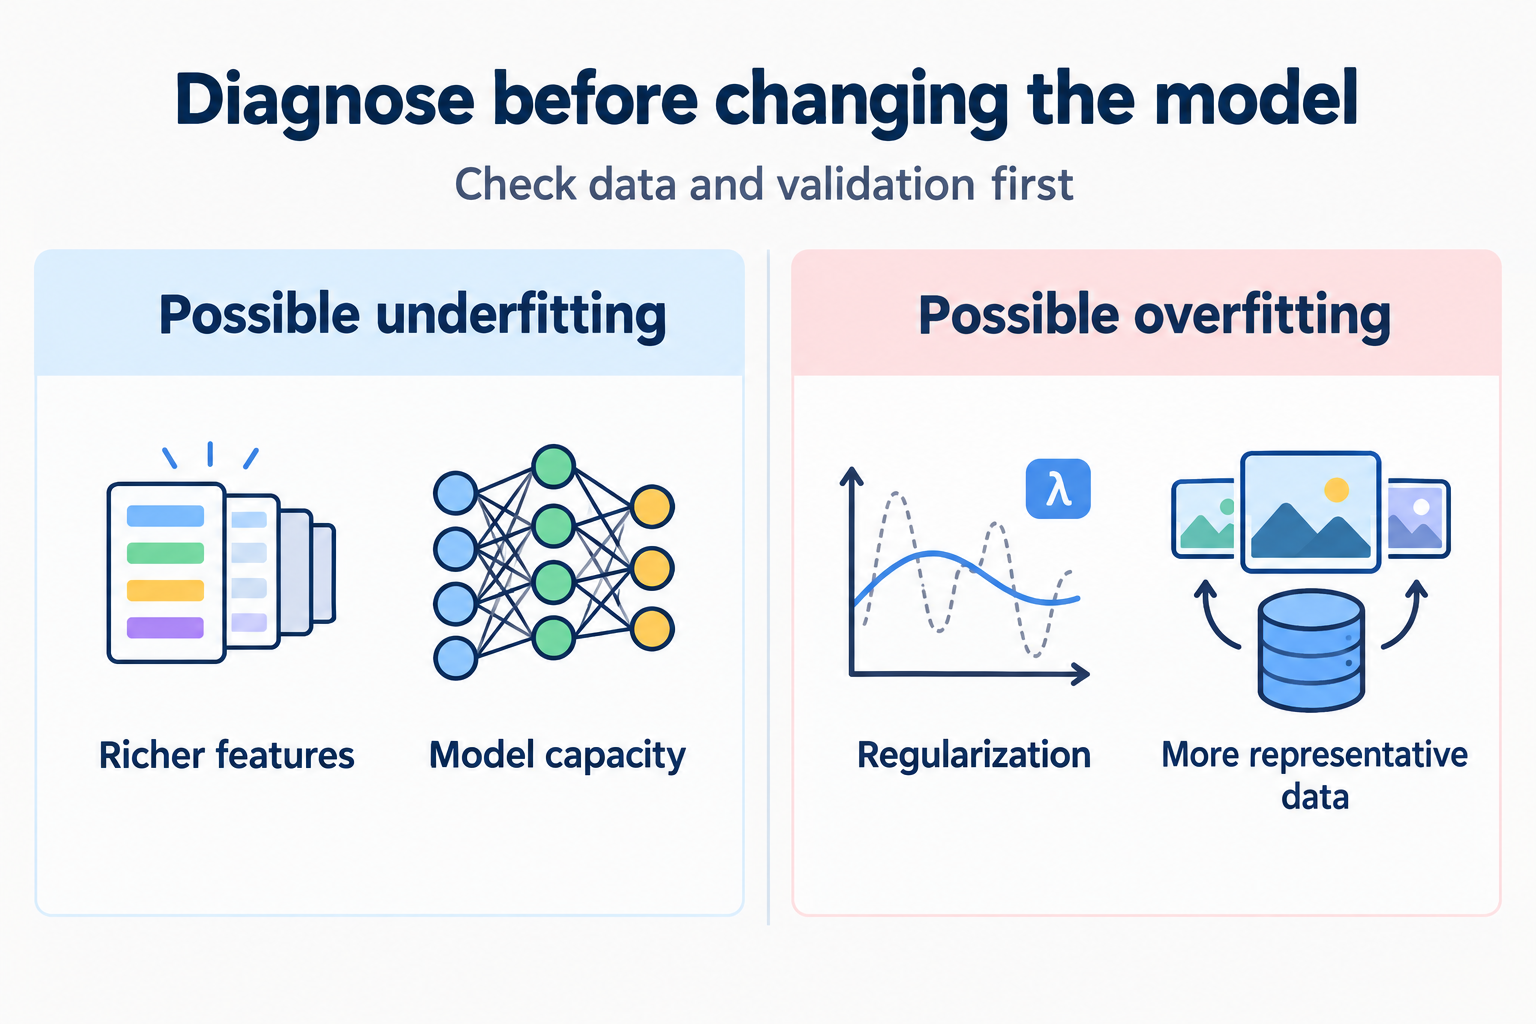 Diagnose before changing the model
Check data and validation first
Possible underfitting
Possible overfitting
λ
Richer features
Model capacity
Regularization
More representative
data